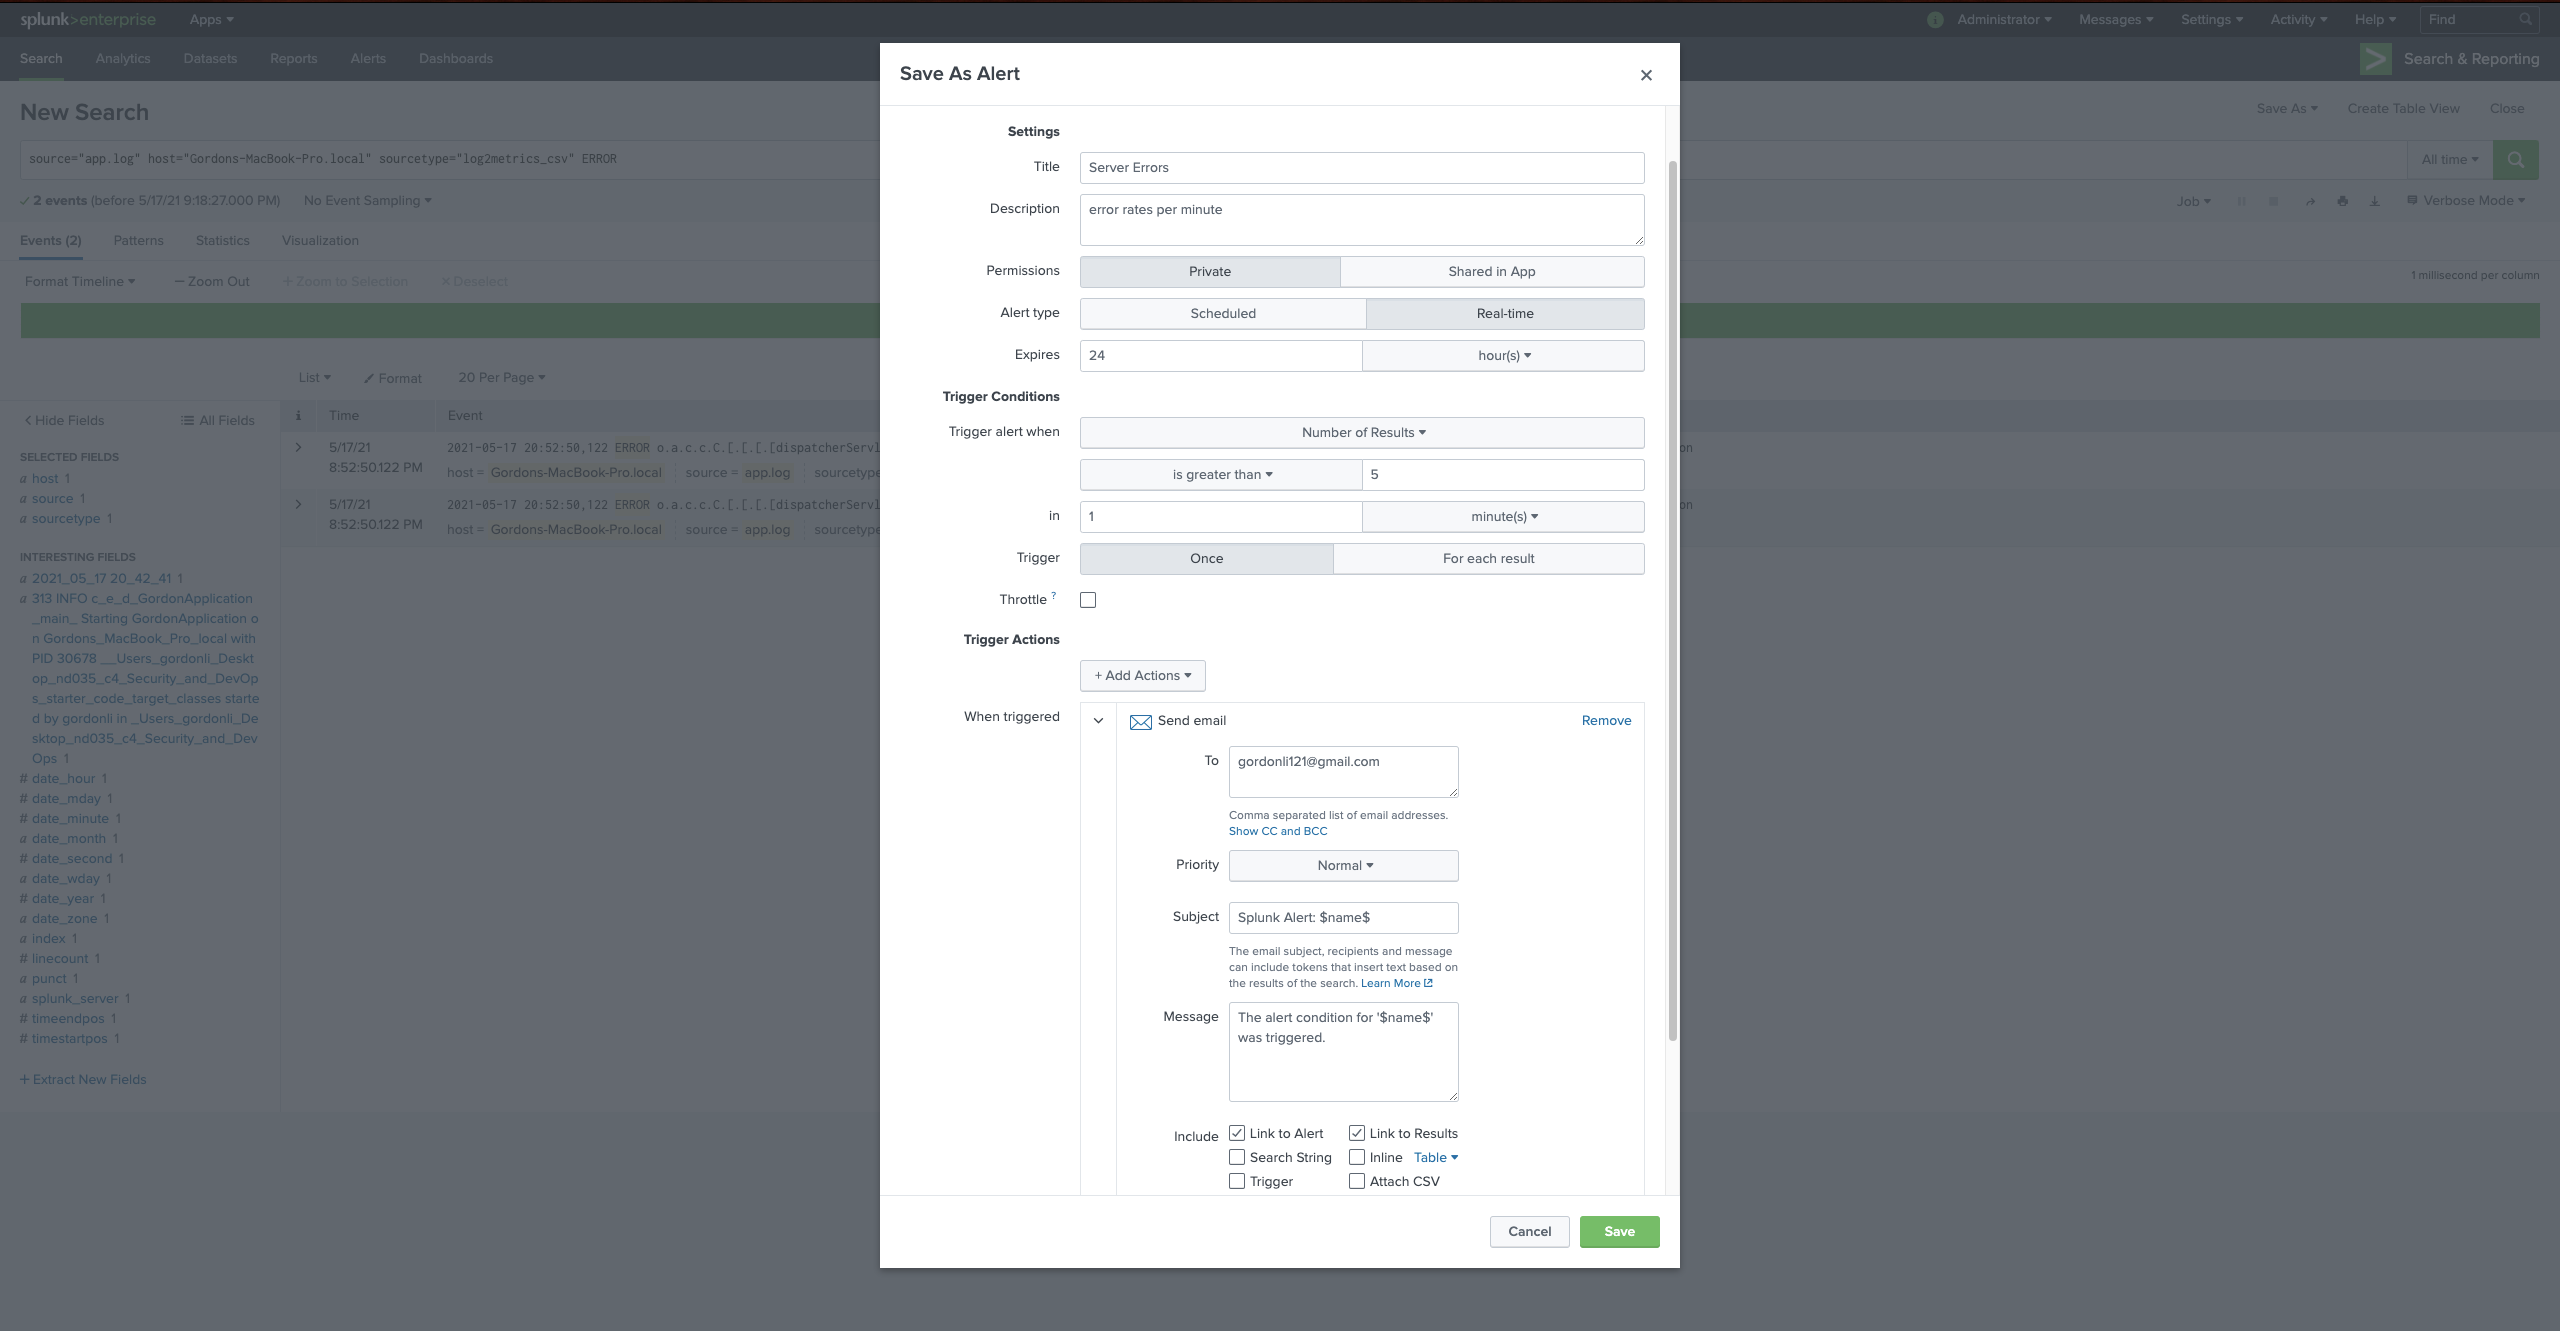 splunk>enterprise Apps
Administrator Messages Settings Activity Help Find
Search Analytics Datasets Reports Alerts Dashboards
Search & Reporting
New Search
Save As Create Table View Close
source="app.log" host="Gordons-MacBook-Pro.local" sourcetype="log2metrics_csv" ERROR
All time
2 events (before 5/17/21 9:18:27.000 PM) No Event Sampling
Job Verbose Mode
Events (2) Patterns Statistics Visualization
Format Timeline — Zoom Out + Zoom to Selection × Deselect
1 millisecond per column
List Format 20 Per Page
< Hide Fields All Fields
i Time Event
5/17/21
8:52:50.122 PM
2021-05-17 20:52:50,122 ERROR o.a.c.c.C.[.[.[.[dispatcherServl
on
host = Gordons-MacBook-Pro.local source = app.log sourcetype
5/17/21
8:52:50.122 PM
2021-05-17 20:52:50,122 ERROR o.a.c.c.C.[.[.[.[dispatcherServl
on
host = Gordons-MacBook-Pro.local source = app.log sourcetype
SELECTED FIELDS
a host 1
a source 1
a sourcetype 1
INTERESTING FIELDS
a 2021_05_17 20_42_41 1
a 313 INFO c_e_d_GordonApplication
_main_ Starting GordonApplication o
n Gordons_MacBook_Pro_local with
PID 30678 __Users_gordonli_Deskt
op_nd035_c4_Security_and_DevOp
s_starter_code_target_classes starte
d by gordonli in _Users_gordonli_De
sktop_nd035_c4_Security_and_Dev
Ops 1
# date_hour 1
# date_mday 1
# date_minute 1
a date_month 1
# date_second 1
a date_wday 1
# date_year 1
a date_zone 1
a index 1
# linecount 1
a punct 1
a splunk_server 1
# timeendpos 1
# timestartpos 1
+ Extract New Fields
Save As Alert ×
Settings
Title Server Errors
Description error rates per minute
Permissions Private Shared in App
Alert type Scheduled Real-time
Expires 24 hour(s)
Trigger Conditions
Trigger alert when Number of Results
is greater than 5
in 1 minute(s)
Trigger Once For each result
Throttle ?
Trigger Actions
+ Add Actions
When triggered Send email Remove
To gordonli121@gmail.com
Comma separated list of email addresses.
Show CC and BCC
Priority Normal
Subject Splunk Alert: $name$
The email subject, recipients and message
can include tokens that insert text based on
the results of the search. Learn More
Message The alert condition for '$name$'
was triggered.
Include Link to Alert Link to Results
Search String Inline Table
Trigger Attach CSV
Cancel Save